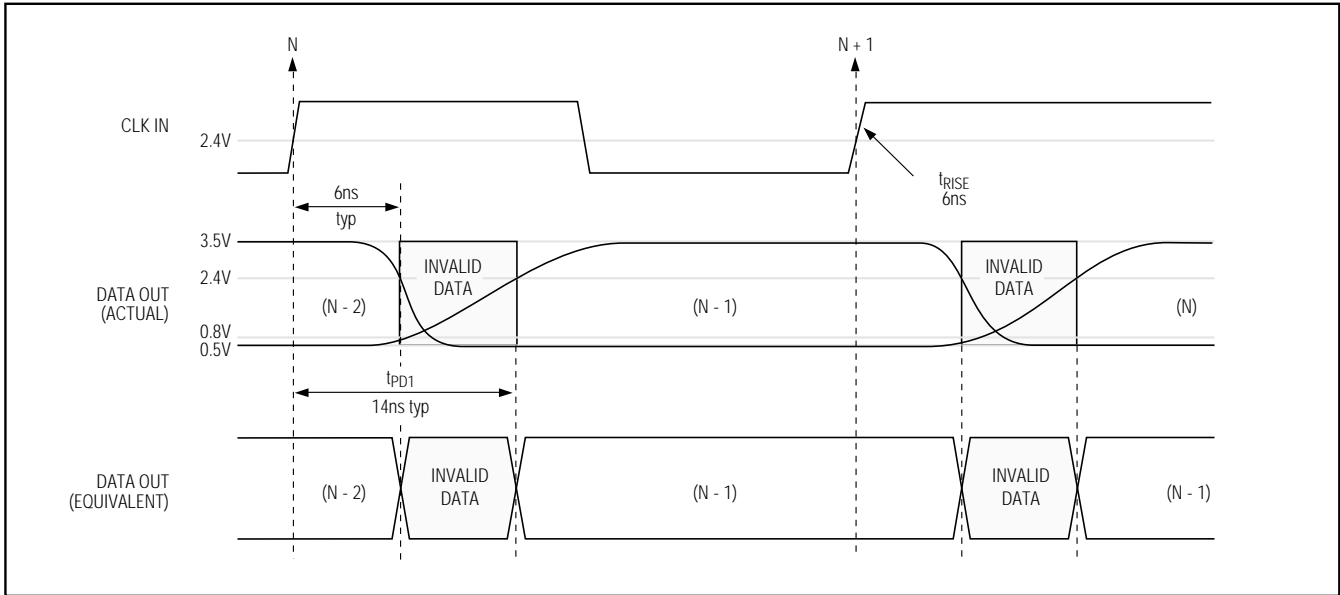 N
N + 1
CLK IN
2.4V
tRISE
6ns
6ns
typ
3.5V
2.4V
DATA OUT
(ACTUAL)
0.8V
0.5V
(N - 2)
INVALID
DATA
(N - 1)
INVALID
DATA
(N)
tPD1
14ns typ
DATA OUT
(EQUIVALENT)
(N - 2)
INVALID
DATA
(N - 1)
INVALID
DATA
(N - 1)